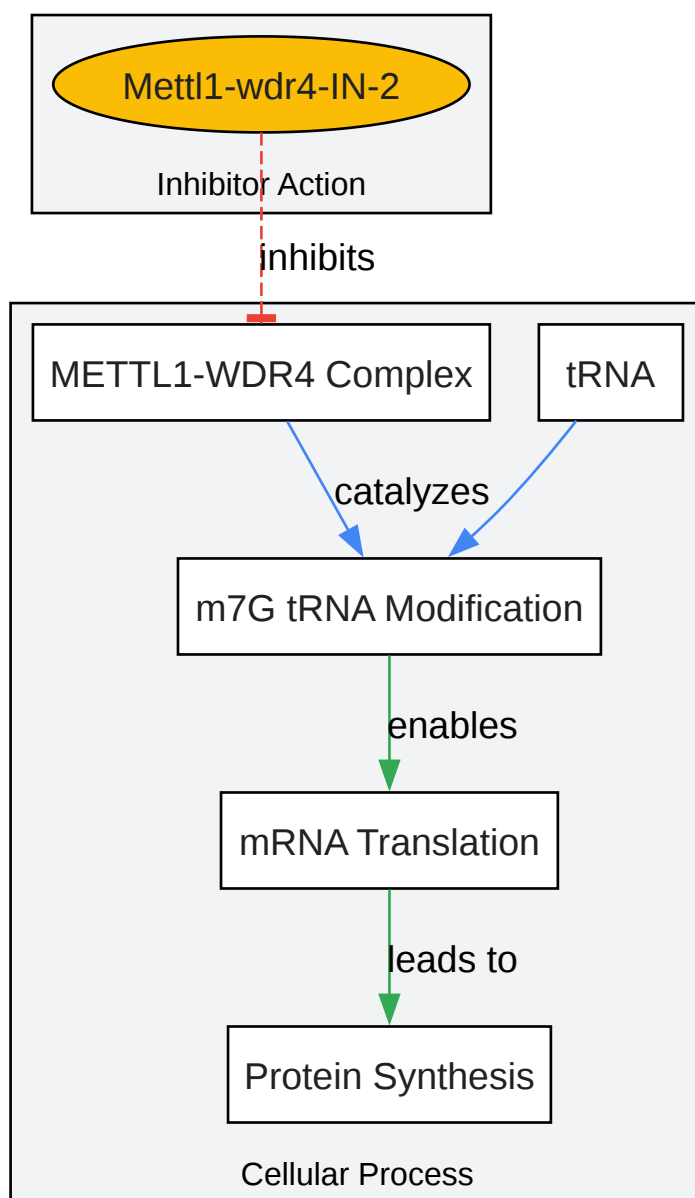 Mettl1-wdr4-IN-2
Inhibitor Action
inhibits
METTL1-WDR4 Complex
tRNA
catalyzes
m7G tRNA Modification
enables
mRNA Translation
leads to
Protein Synthesis
Cellular Process